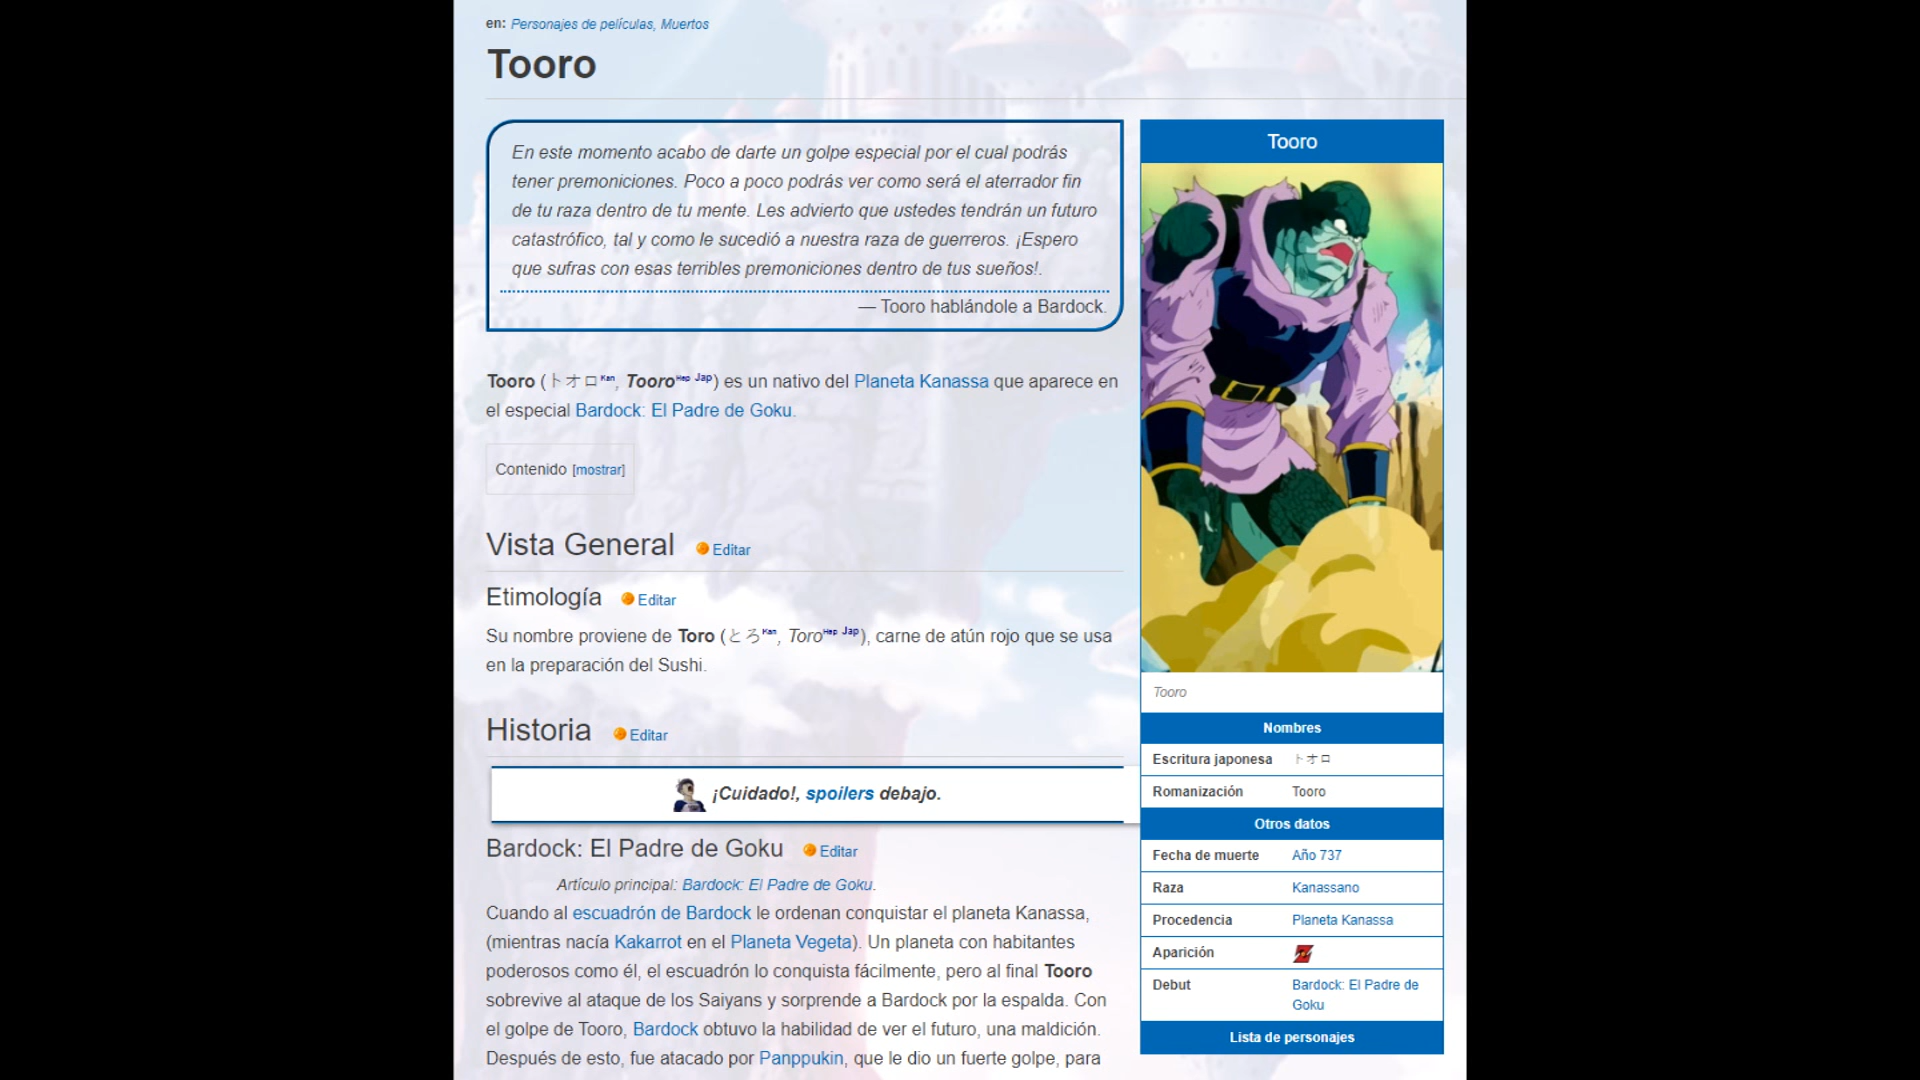 en: Personajes de películas, Muertos
Tooro
En este momento acabo de darte un golpe especial por el cual podrás
tener premoniciones. Poco a poco podrás ver como será el aterrador fin
de tu raza dentro de tu mente. Les advierto que ustedes tendrán un futuro
catastrófico, tal y como le sucedió a nuestra raza de guerreros. ¡Espero
que sufras con esas terribles premoniciones dentro de tus sueños!.
— Tooro hablándole a Bardock.
Tooro (トオロKan, TooroHep Jap) es un nativo del Planeta Kanassa que aparece en
el especial Bardock: El Padre de Goku.
Contenido [mostrar]
Vista General Editar
Etimología Editar
Su nombre proviene de Toro (とろKan, ToroHep Jap), carne de atún rojo que se usa
en la preparación del Sushi.
Historia Editar
¡Cuidado!, spoilers debajo.
Bardock: El Padre de Goku Editar
Artículo principal: Bardock: El Padre de Goku.
Cuando al escuadrón de Bardock le ordenan conquistar el planeta Kanassa,
(mientras nacía Kakarrot en el Planeta Vegeta). Un planeta con habitantes
poderosos como él, el escuadrón lo conquista fácilmente, pero al final Tooro
sobrevive al ataque de los Saiyans y sorprende a Bardock por la espalda. Con
el golpe de Tooro, Bardock obtuvo la habilidad de ver el futuro, una maldición.
Después de esto, fue atacado por Panppukin, que le dio un fuerte golpe, para
Tooro
Tooro
Nombres
Escritura japonesa トオロ
Romanización Tooro
Otros datos
Fecha de muerte Año 737
Raza Kanassano
Procedencia Planeta Kanassa
Aparición Z
Debut Bardock: El Padre de
Goku
Lista de personajes